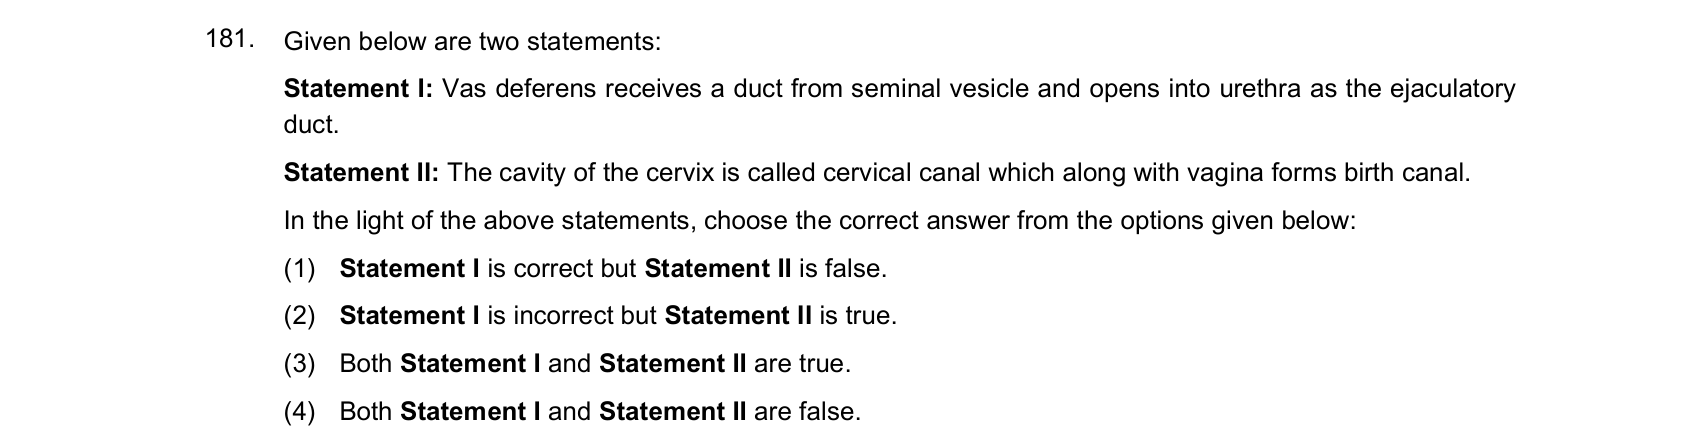 181. Given below are two statements:
Statement I: Vas deferens receives a duct from seminal vesicle and opens into urethra as the ejaculatory
duct.
Statement II: The cavity of the cervix is called cervical canal which along with vagina forms birth canal.
In the light of the above statements, choose the correct answer from the options given below:
(1) Statement I is correct but Statement II is false.
(2) Statement I is incorrect but Statement II is true.
(3) Both Statement I and Statement II are true.
(4) Both Statement I and Statement II are false.